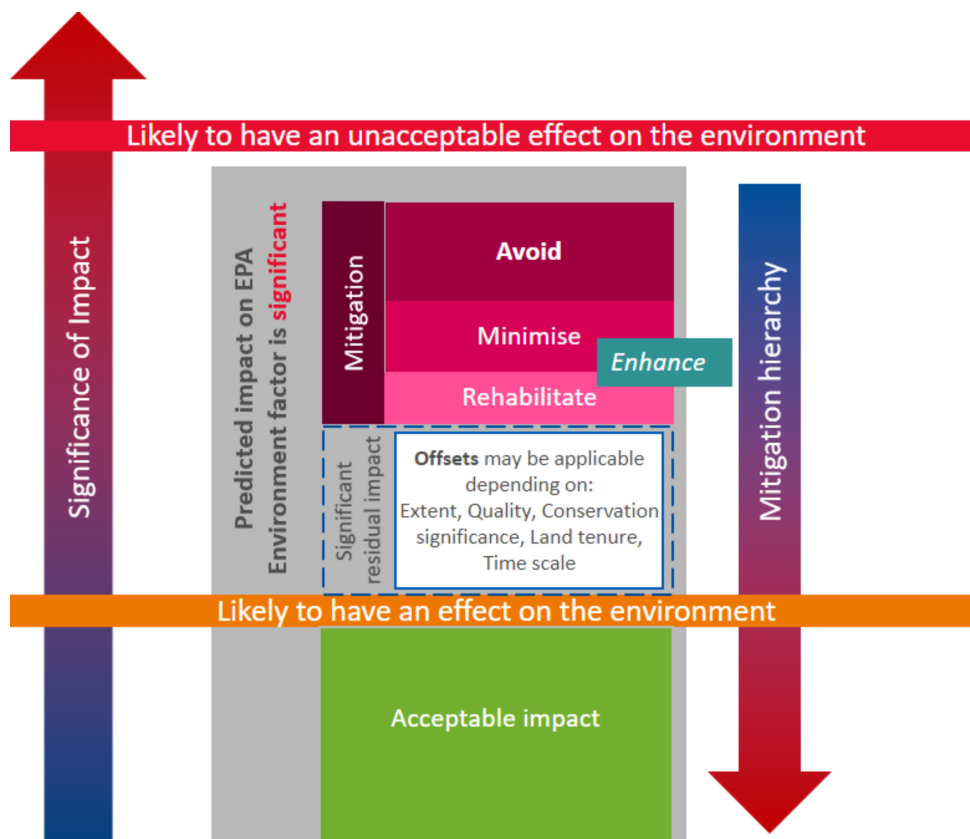 Likely to have an unacceptable effect on the environment
Significance of Impact
Predicted impact on EPA
Environment factor is significant
Mitigation
Avoid
Minimise
Enhance
Rehabilitate
Mitigation hierarchy
Significant
residual impact
Offsets may be applicable
depending on:
Extent, Quality, Conservation
significance, Land tenure,
Time scale
Likely to have an effect on the environment
Acceptable impact